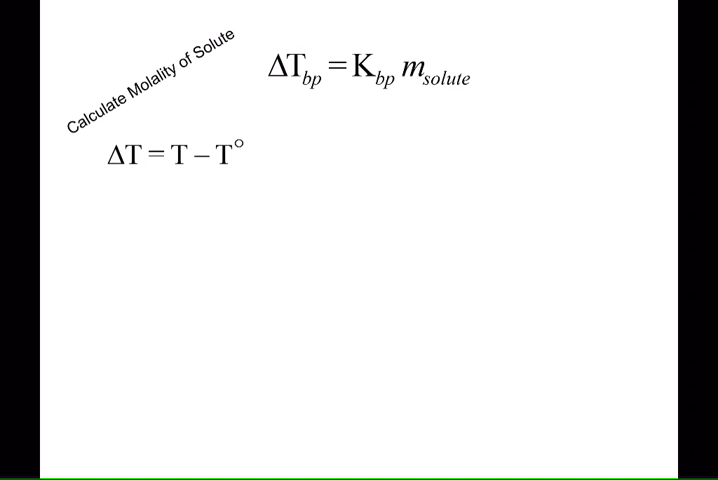 Calculate Molality of Solute
ΔT_bp = K_bp m_solute
ΔT = T – T°